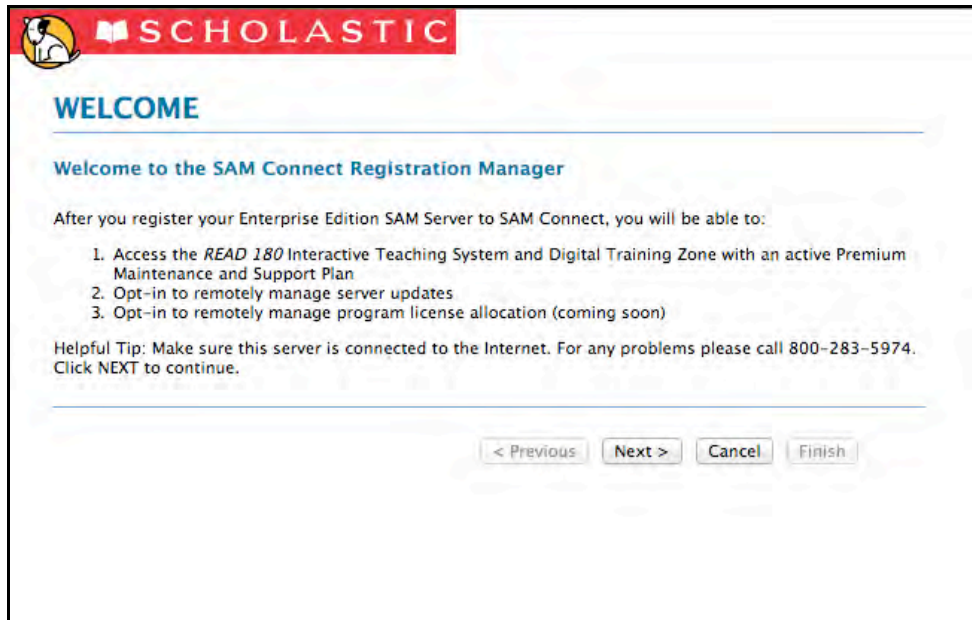 SCHOLASTIC
WELCOME
Welcome to the SAM Connect Registration Manager
After you register your Enterprise Edition SAM Server to SAM Connect, you will be able to:
1. Access the READ 180 Interactive Teaching System and Digital Training Zone with an active Premium
Maintenance and Support Plan
2. Opt-in to remotely manage server updates
3. Opt-in to remotely manage program license allocation (coming soon)
Helpful Tip: Make sure this server is connected to the Internet. For any problems please call 800-283-5974.
Click NEXT to continue.
< Previous Next > Cancel Finish